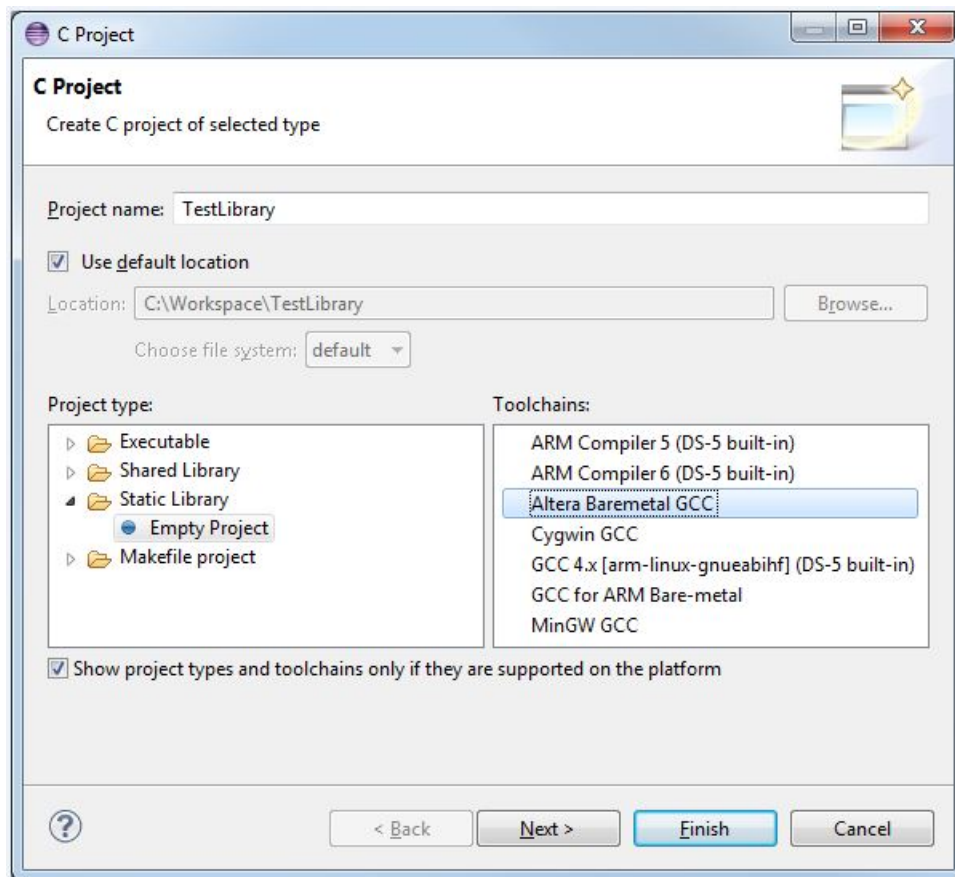 C Project
C Project
Create C project of selected type
Project name: TestLibrary
Use default location
Location: C:\Workspace\TestLibrary Browse...
Choose file system: default
Project type: Toolchains:
Executable
Shared Library
Static Library
Empty Project
Makefile project
ARM Compiler 5 (DS-5 built-in)
ARM Compiler 6 (DS-5 built-in)
Altera Baremetal GCC
Cygwin GCC
GCC 4.x [arm-linux-gnueabihf] (DS-5 built-in)
GCC for ARM Bare-metal
MinGW GCC
Show project types and toolchains only if they are supported on the platform
? < Back Next > Finish Cancel